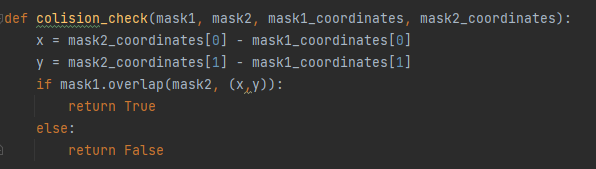 def colision_check(mask1, mask2, mask1_coordinates, mask2_coordinates):
    x = mask2_coordinates[0] - mask1_coordinates[0]
    y = mask2_coordinates[1] - mask1_coordinates[1]
    if mask1.overlap(mask2, (x,y)):
        return True
    else:
        return False